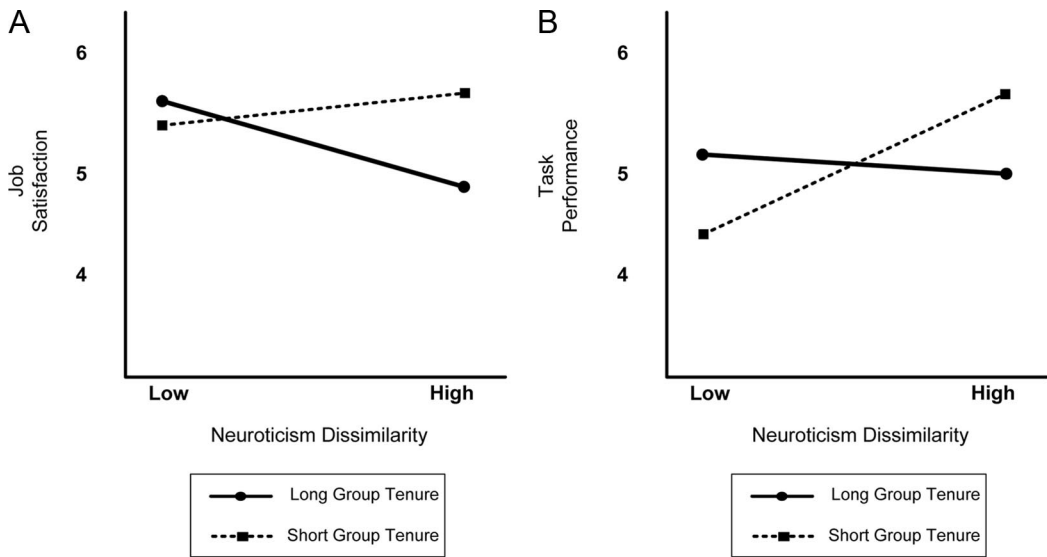 A
6
5
4
Job
Satisfaction
Low
High
Neuroticism Dissimilarity
Long Group Tenure
Short Group Tenure
B
6
5
4
Task
Performance
Low
High
Neuroticism Dissimilarity
Long Group Tenure
Short Group Tenure